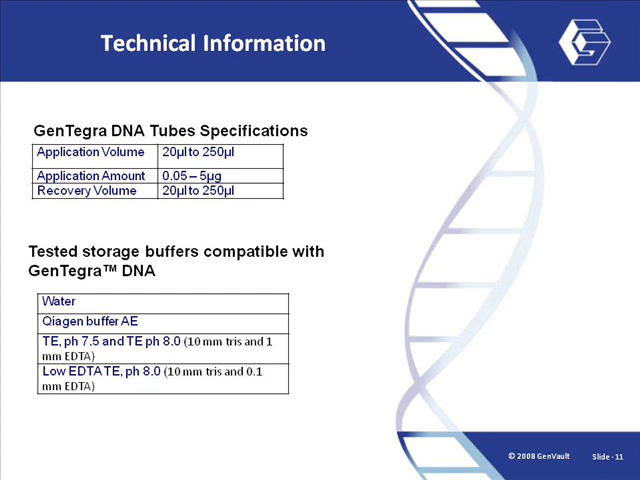 Technical Information
GenTegra DNA Tubes Specifications
Application Volume 20µl to 250µl
Application Amount 0.05 – 5µg
Recovery Volume 20µl to 250µl
Tested storage buffers compatible with
GenTegra™ DNA
Water
Qiagen buffer AE
TE, ph 7.5 and TE ph 8.0 (10 mm tris and 1
mm EDTA)
Low EDTA TE, ph 8.0 (10 mm tris and 0.1
mm EDTA)
© 2008 GenVault Slide - 11